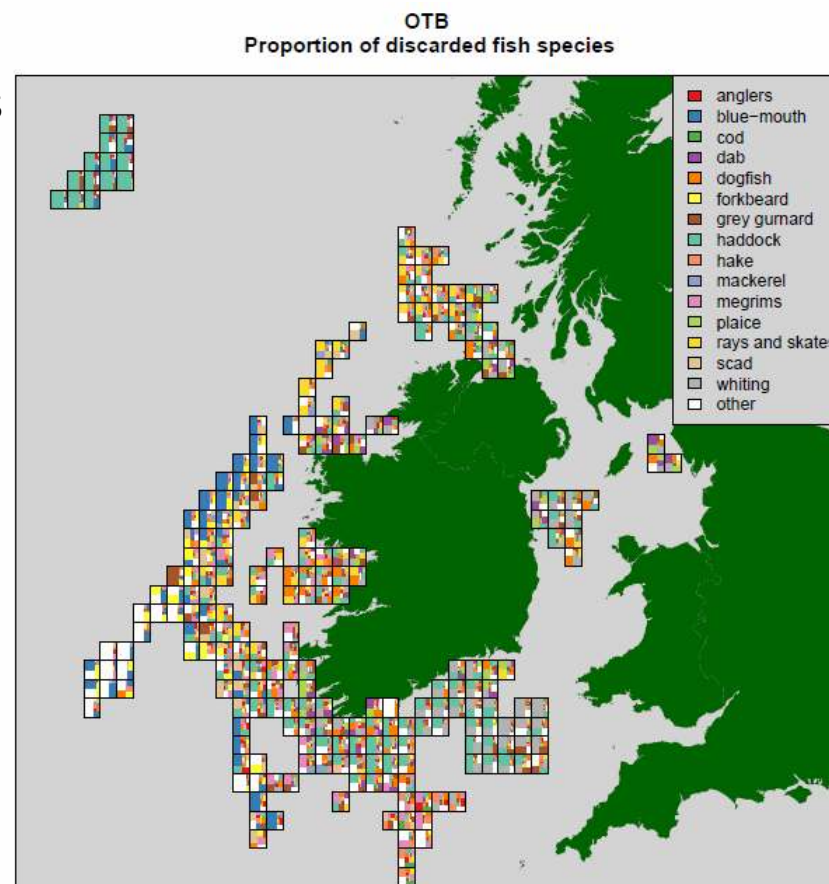 OTB
Proportion of discarded fish species
anglers
blue−mouth
cod
dab
dogfish
forkbeard
grey gurnard
haddock
hake
mackerel
megrims
plaice
rays and skates
scad
whiting
other